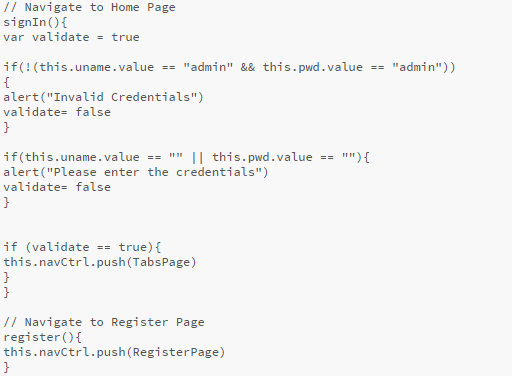 // Navigate to Home Page
signIn(){
var validate = true

if(!(this.uname.value == "admin" && this.pwd.value == "admin"))
{
alert("Invalid Credentials")
validate= false
}

if(this.uname.value == "" || this.pwd.value == ""){
alert("Please enter the credentials")
validate= false
}


if (validate == true){
this.navCtrl.push(TabsPage)
}
}

// Navigate to Register Page
register(){
this.navCtrl.push(RegisterPage)
}